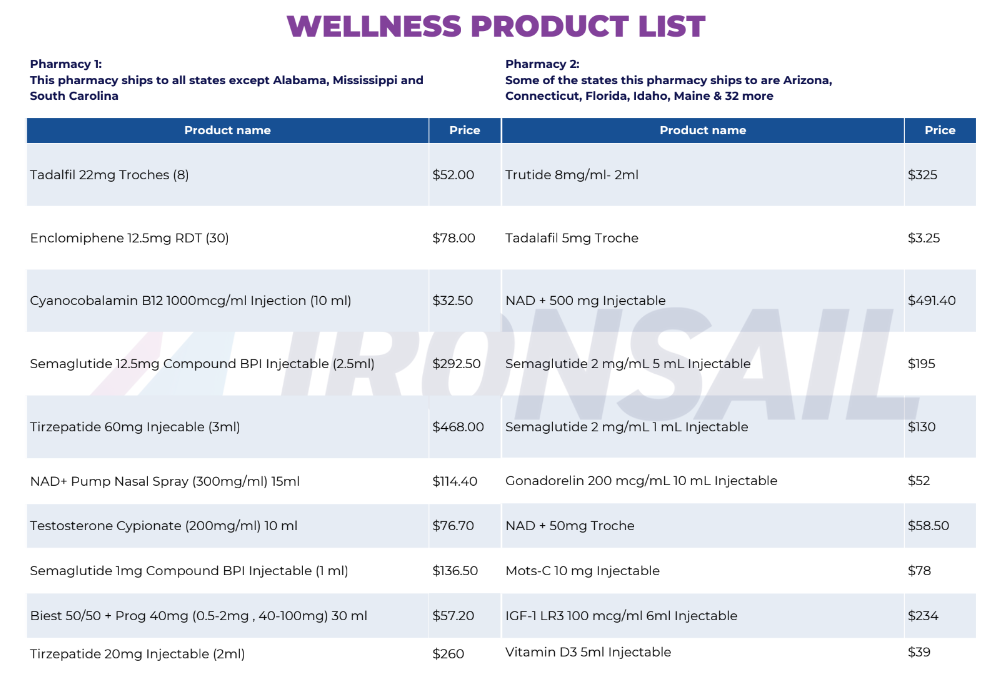 WELLNESS PRODUCT LIST
Pharmacy 1:
This pharmacy ships to all states except Alabama, Mississippi and
South Carolina
Pharmacy 2:
Some of the states this pharmacy ships to are Arizona,
Connecticut, Florida, Idaho, Maine & 32 more
Product name Price Product name Price
Tadalfil 22mg Troches (8) $52.00 Trutide 8mg/ml- 2ml $325
Enclomiphene 12.5mg RDT (30) $78.00 Tadalafil 5mg Troche $3.25
Cyanocobalamin B12 1000mcg/ml Injection (10 ml) $32.50 NAD + 500 mg Injectable $491.40
IRONSAIL
Semaglutide 12.5mg Compound BPI Injectable (2.5ml) $292.50 Semaglutide 2 mg/mL 5 mL Injectable $195
Tirzepatide 60mg Injecable (3ml) $468.00 Semaglutide 2 mg/mL 1 mL Injectable $130
NAD+ Pump Nasal Spray (300mg/ml) 15ml $114.40 Gonadorelin 200 mcg/mL 10 mL Injectable $52
Testosterone Cypionate (200mg/ml) 10 ml $76.70 NAD + 50mg Troche $58.50
Semaglutide 1mg Compound BPI Injectable (1 ml) $136.50 Mots-C 10 mg Injectable $78
Biest 50/50 + Prog 40mg (0.5-2mg , 40-100mg) 30 ml $57.20 IGF-1 LR3 100 mcg/ml 6ml Injectable $234
Tirzepatide 20mg Injectable (2ml) $260 Vitamin D3 5ml Injectable $39